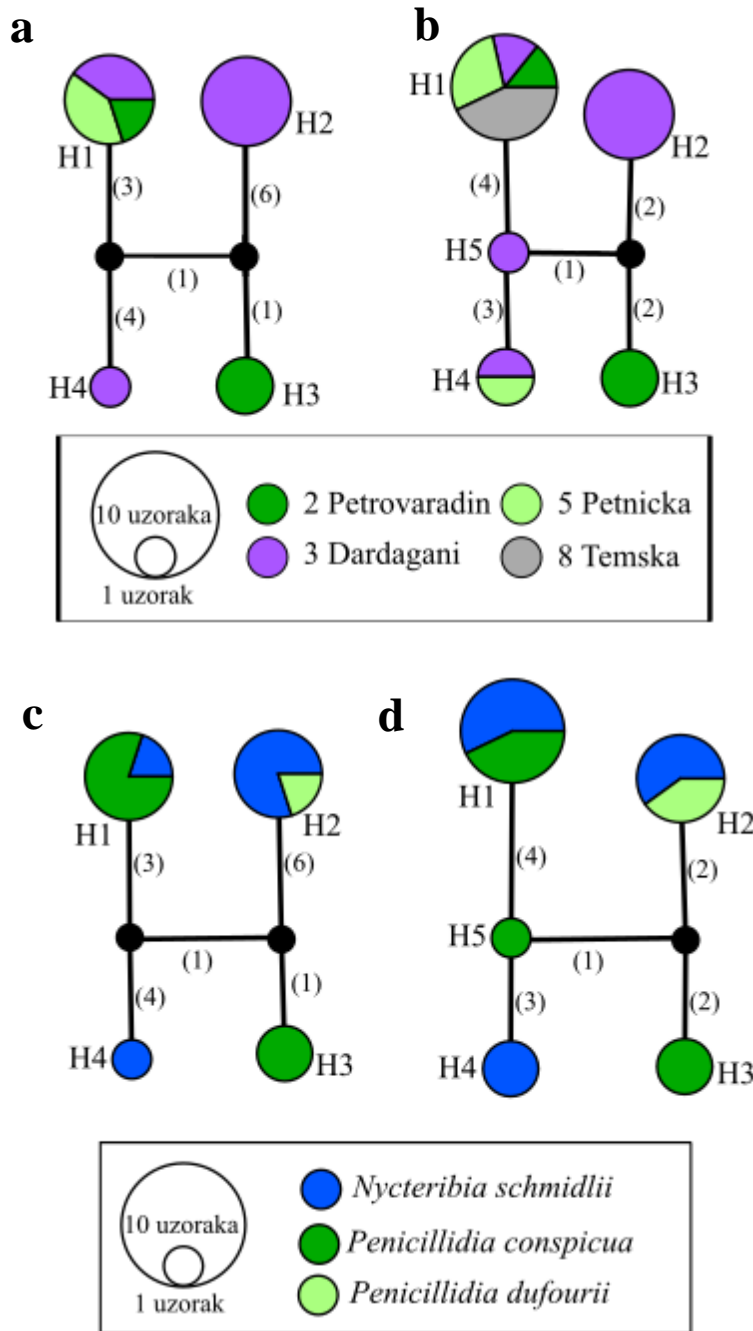 a
b
H1
H2
(3)
(6)
(1)
(4)
(1)
H4
H3
H1
H2
(4)
(2)
H5
(1)
(3)
(2)
H4
H3
10 uzoraka
1 uzorak
2 Petrovaradin
5 Petnicka
3 Dardagani
8 Temska
c
d
H1
H2
(3)
(6)
(1)
(4)
(1)
H4
H3
H1
H2
(4)
(2)
H5
(1)
(3)
(2)
H4
H3
10 uzoraka
1 uzorak
Nycteribia schmidlii
Penicillidia conspicua
Penicillidia dufourii